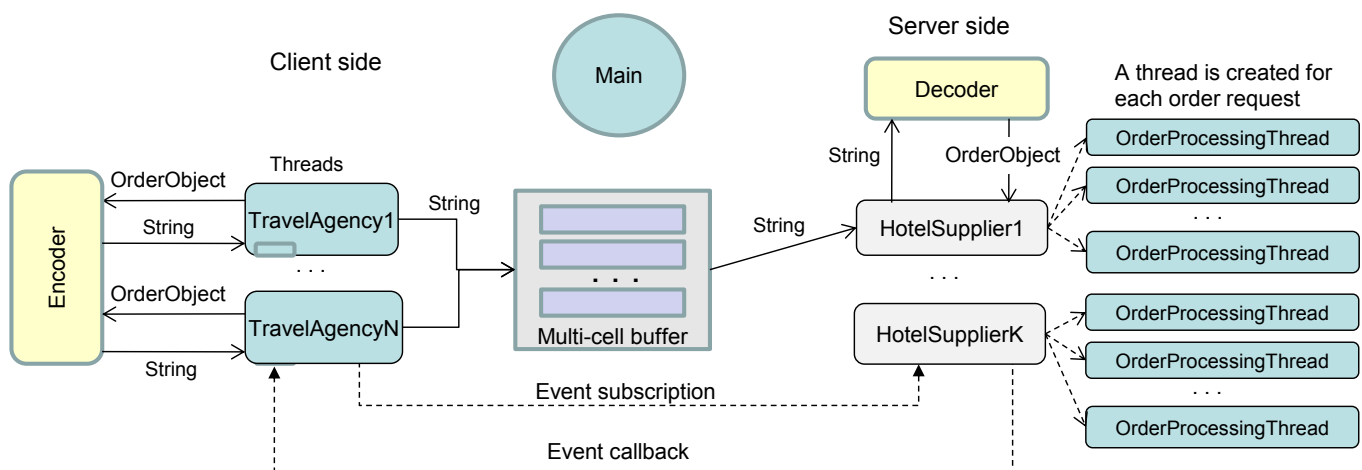 Server side
Client side
Main
Decoder
A thread is created for
each order request
OrderProcessingThread
String
OrderObject
Threads
OrderObject
TravelAgency1
String
String
Encoder
. . .
OrderObject
TravelAgencyN
String
. . .
Multi-cell buffer
String
HotelSupplier1
. . .
HotelSupplierK
OrderProcessingThread
. . .
OrderProcessingThread
OrderProcessingThread
OrderProcessingThread
. . .
OrderProcessingThread
Event subscription
Event callback